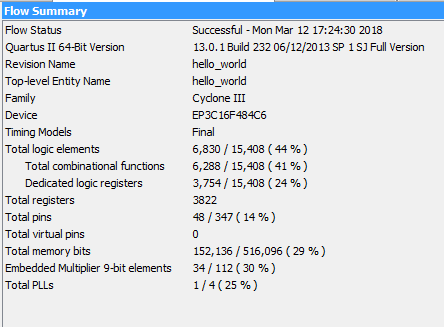 Flow Summary
Flow Status Successful - Mon Mar 12 17:24:30 2018
Quartus II 64-Bit Version 13.0.1 Build 232 06/12/2013 SP 1 SJ Full Version
Revision Name hello_world
Top-level Entity Name hello_world
Family Cyclone III
Device EP3C16F484C6
Timing Models Final
Total logic elements 6,830 / 15,408 ( 44 % )
Total combinational functions 6,288 / 15,408 ( 41 % )
Dedicated logic registers 3,754 / 15,408 ( 24 % )
Total registers 3822
Total pins 48 / 347 ( 14 % )
Total virtual pins 0
Total memory bits 152,136 / 516,096 ( 29 % )
Embedded Multiplier 9-bit elements 34 / 112 ( 30 % )
Total PLLs 1 / 4 ( 25 % )